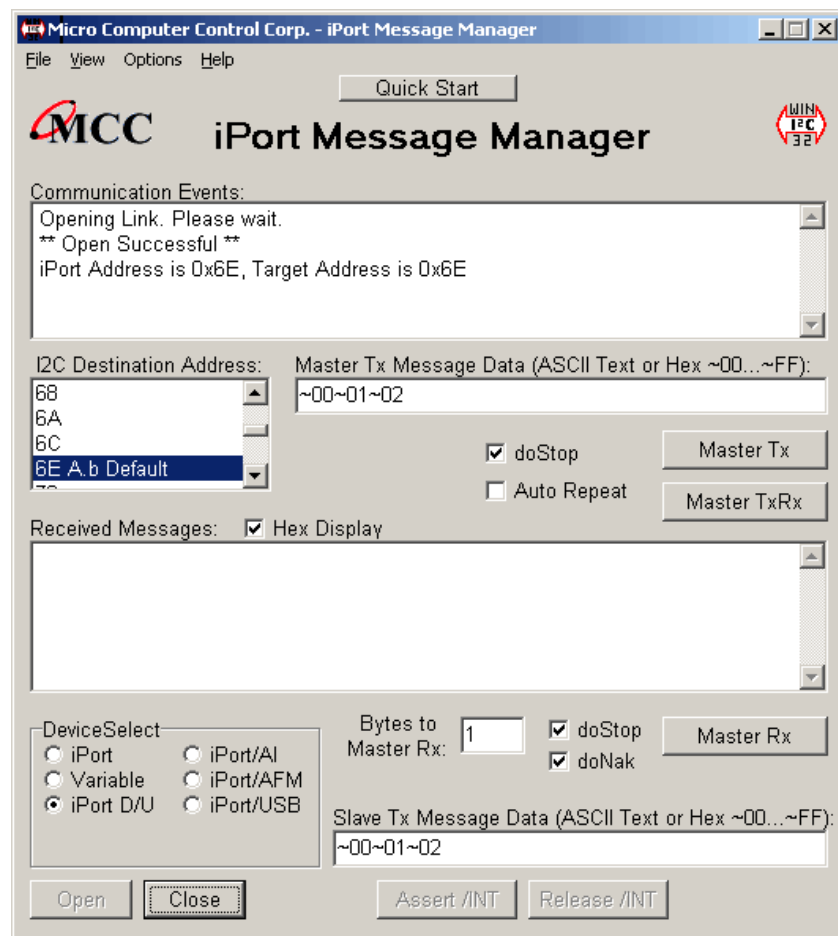 Micro Computer Control Corp. - iPort Message Manager
File View Options Help
Quick Start
MCC
iPort Message Manager
WIN
I²C
32
Communication Events:
Opening Link. Please wait.
** Open Successful **
iPort Address is 0x6E, Target Address is 0x6E
I2C Destination Address:
68
6A
6C
6E A.b Default
Master Tx Message Data (ASCII Text or Hex ~00...~FF):
~00~01~02
doStop
Master Tx
Auto Repeat
Master TxRx
Received Messages: Hex Display
DeviceSelect
iPort iPort/AI
Variable iPort/AFM
iPort D/U iPort/USB
Bytes to
Master Rx:
1
doStop
doNak
Master Rx
Slave Tx Message Data (ASCII Text or Hex ~00...~FF):
~00~01~02
Open Close Assert /INT Release /INT